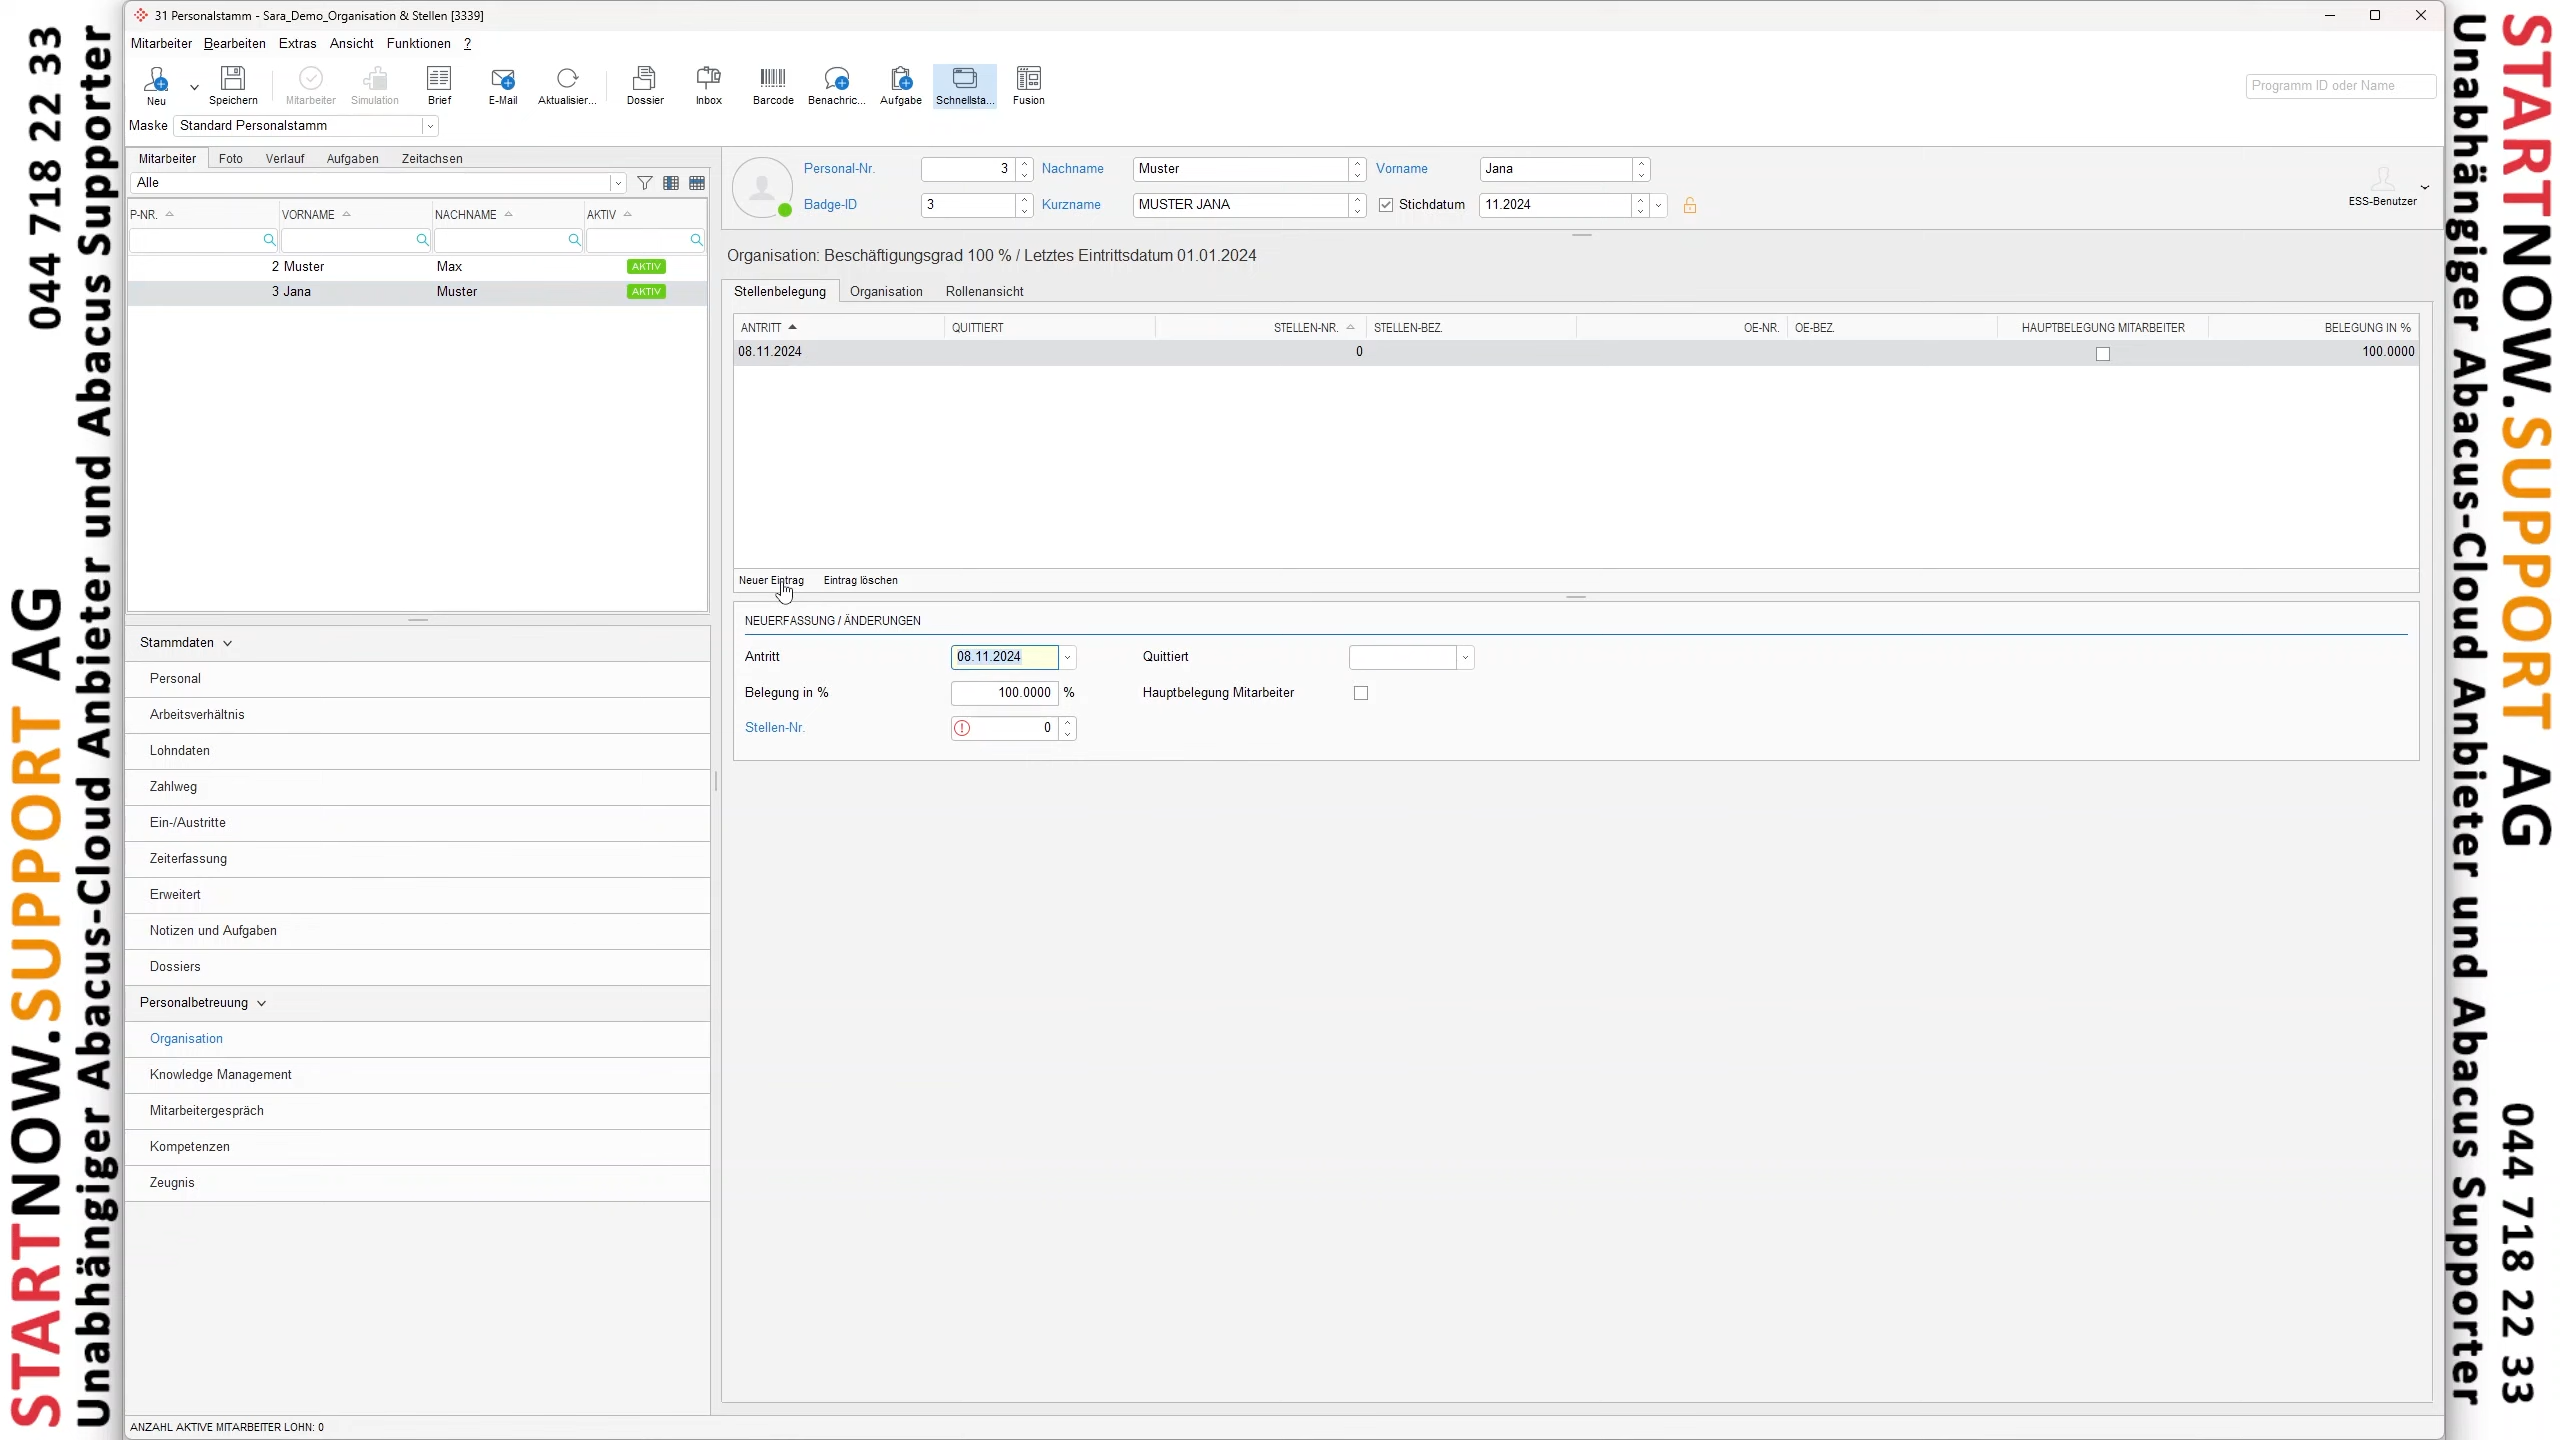 STARTNOW.SUPPORT AG
044 718 22 33
Unabhängiger Abacus-Cloud Anbieter und Abacus Supporter
31 Personalstamm - Sara_Demo_Organisation & Stellen [3339]
Mitarbeiter Bearbeiten Extras Ansicht Funktionen ?
Neu Speichern Mitarbeiter Simulation Brief E-Mail Aktualisier... Dossier Inbox Barcode Benachric... Aufgabe Schnellsta... Fusion
Programm ID oder Name
Maske Standard Personalstamm
Mitarbeiter Foto Verlauf Aufgaben Zeitachsen
Alle
P-NR. VORNAME NACHNAME AKTIV
2 Muster Max AKTIV
3 Jana Muster AKTIV
Stammdaten
Personal
Arbeitsverhältnis
Lohndaten
Zahlweg
Ein-/Austritte
Zeiterfassung
Erweitert
Notizen und Aufgaben
Dossiers
Personalbetreuung
Organisation
Knowledge Management
Mitarbeitergespräch
Kompetenzen
Zeugnis
ANZAHL AKTIVE MITARBEITER LOHN: 0
Personal-Nr. 3 Nachname Muster Vorname Jana
Badge-ID 3 Kurzname MUSTER JANA Stichdatum 11.2024
ESS-Benutzer
Organisation: Beschäftigungsgrad 100 % / Letztes Eintrittsdatum 01.01.2024
Stellenbelegung Organisation Rollenansicht
ANTRITT QUITTIERT STELLEN-NR. STELLEN-BEZ. OE-NR. OE-BEZ. HAUPTBELEGUNG MITARBEITER BELEGUNG IN %
08.11.2024 0 100.0000
Neuer Eintrag Eintrag löschen
NEUERFASSUNG / ÄNDERUNGEN
Antritt 08.11.2024 Quittiert
Belegung in % 100.0000 % Hauptbelegung Mitarbeiter
Stellen-Nr. 0
STARTNOW.SUPPORT AG
044 718 22 33
Unabhängiger Abacus-Cloud Anbieter und Abacus Supporter